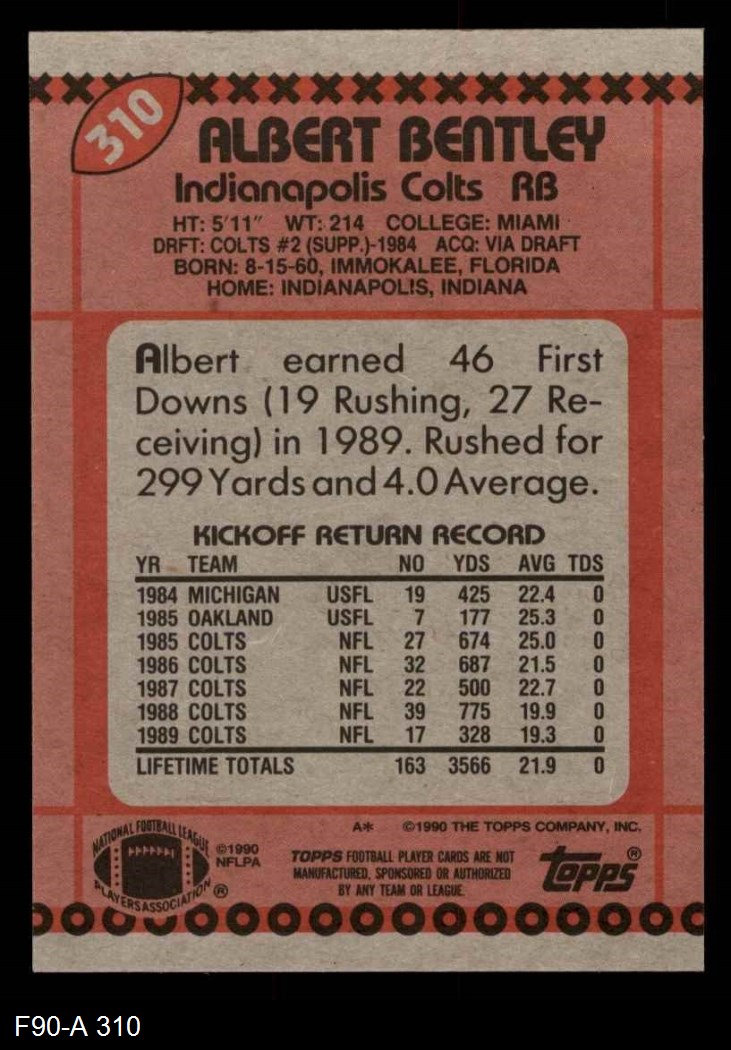 310
ALBERT BENTLEY
Indianapolis Colts RB
HT: 5'11" WT: 214 COLLEGE: MIAMI
DRFT: COLTS #2 (SUPP.)-1984 ACQ: VIA DRAFT
BORN: 8-15-60, IMMOKALEE, FLORIDA
HOME: INDIANAPOLIS, INDIANA
Albert earned 46 First
Downs (19 Rushing, 27 Re-
ceiving) in 1989. Rushed for
299 Yards and 4.0 Average.
KICKOFF RETURN RECORD
YR TEAM NO YDS AVG TDS
1984 MICHIGAN USFL 19 425 22.4 0
1985 OAKLAND USFL 7 177 25.3 0
1985 COLTS NFL 27 674 25.0 0
1986 COLTS NFL 32 687 21.5 0
1987 COLTS NFL 22 500 22.7 0
1988 COLTS NFL 39 775 19.9 0
1989 COLTS NFL 17 328 19.3 0
LIFETIME TOTALS 163 3566 21.9 0
A* ©1990 THE TOPPS COMPANY, INC.
NATIONAL FOOTBALL LEAGUE
PLAYERS ASSOCIATION ®
©1990
NFLPA
TOPPS FOOTBALL PLAYER CARDS ARE NOT
MANUFACTURED, SPONSORED OR AUTHORIZED
BY ANY TEAM OR LEAGUE.
topps®
F90-A 310